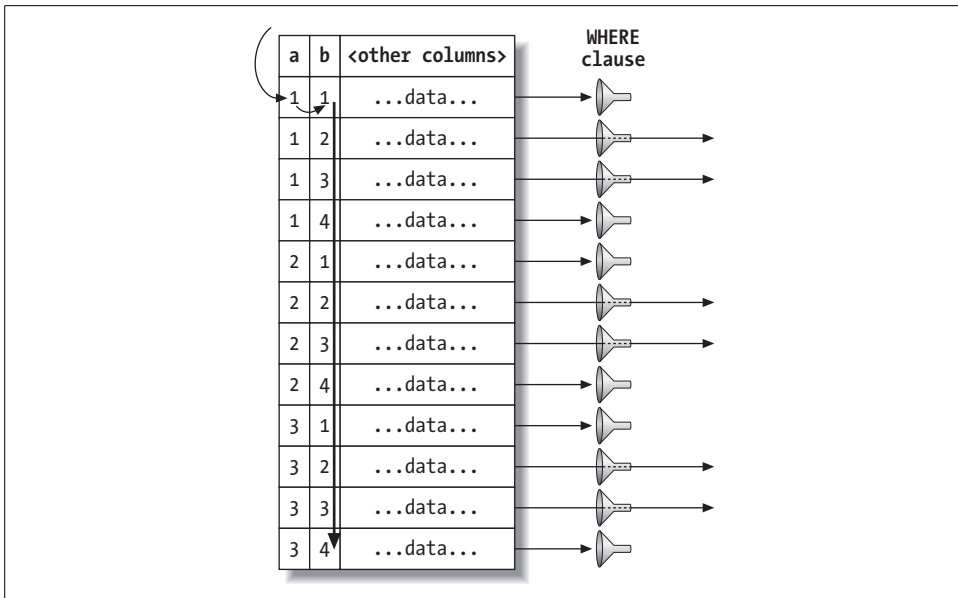 WHERE
clause
a b <other columns>
1 1 ...data...
1 2 ...data...
1 3 ...data...
1 4 ...data...
2 1 ...data...
2 2 ...data...
2 3 ...data...
2 4 ...data...
3 1 ...data...
3 2 ...data...
3 3 ...data...
3 4 ...data...